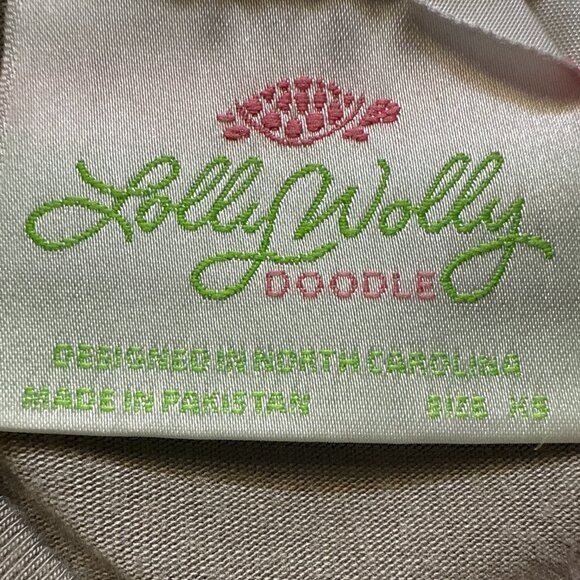 Lolly Wolly
DOODLE
DESIGNED IN NORTH CAROLINA
MADE IN PAKISTAN SIZE XS